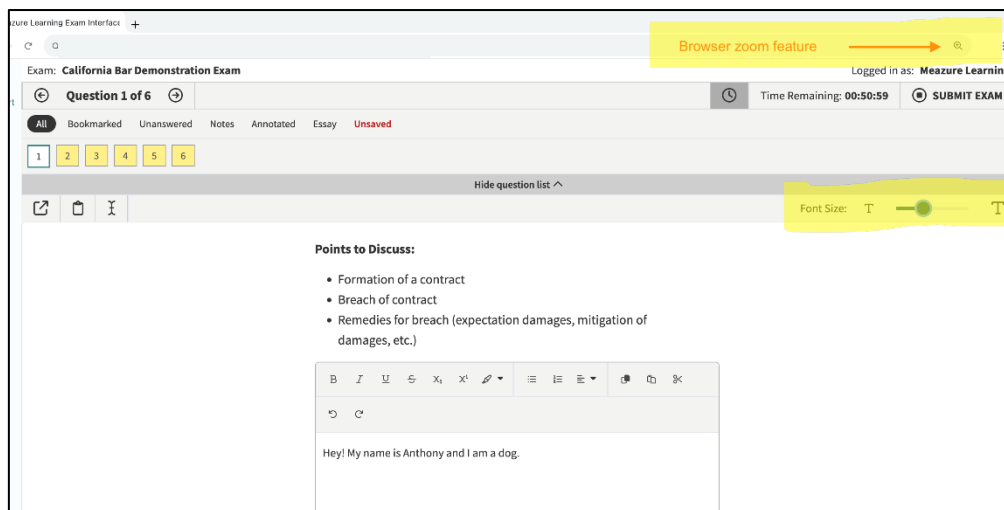 zure Learning Exam Interface
Browser zoom feature
Exam: California Bar Demonstration Exam
Logged in as: Meazure Learnin
Question 1 of 6
Time Remaining: 00:50:59
SUBMIT EXAM
All Bookmarked Unanswered Notes Annotated Essay Unsaved
1 2 3 4 5 6
Hide question list
Font Size: T T
Points to Discuss:
• Formation of a contract
• Breach of contract
• Remedies for breach (expectation damages, mitigation of
damages, etc.)
B I U S X₁ X¹
Hey! My name is Anthony and I am a dog.